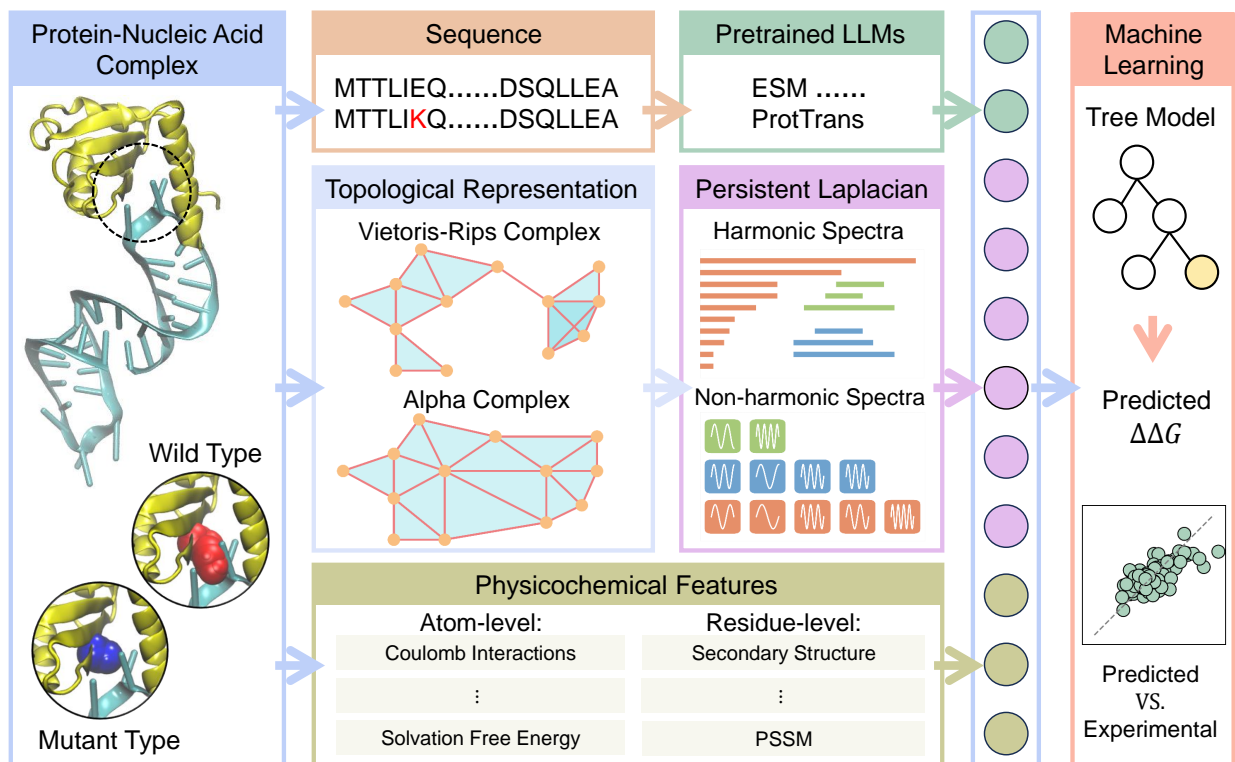 Protein-Nucleic Acid
Complex
Wild Type
Mutant Type
Sequence
MTTLIEQ......DSQLLEA
MTTLIKQ......DSQLLEA
Pretrained LLMs
ESM ......
ProtTrans
Topological Representation
Vietoris-Rips Complex
Alpha Complex
Persistent Laplacian
Harmonic Spectra
Non-harmonic Spectra
Physicochemical Features
Atom-level:
Coulomb Interactions
⋮
Solvation Free Energy
Residue-level:
Secondary Structure
⋮
PSSM
Machine
Learning
Tree Model
Predicted
ΔΔG
Predicted
VS.
Experimental